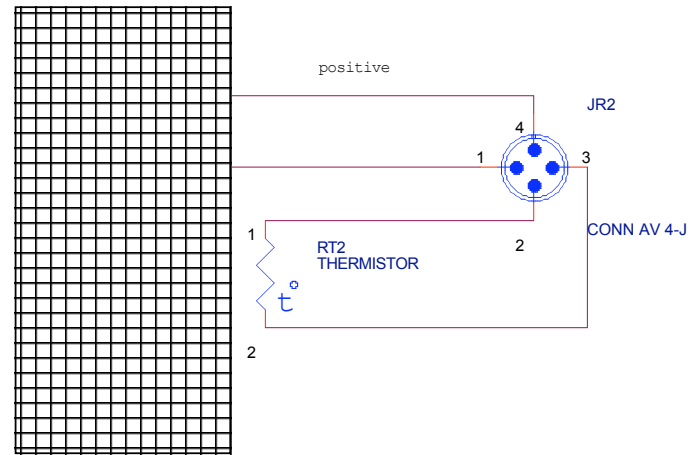 positive
JR2
4
1
3
CONN AV 4-J
2
1
RT2
THERMISTOR
t°
2